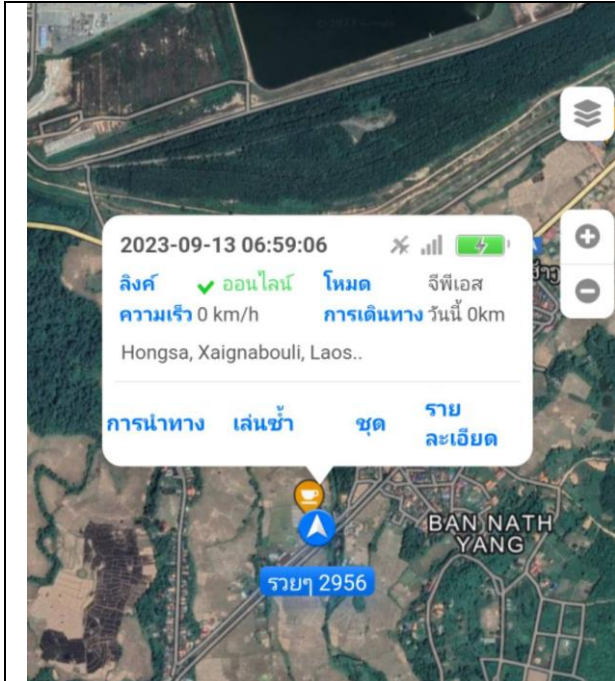 2023-09-13 06:59:06
ลิงค์ ออนไลน์ โหมด จีพีเอส
ความเร็ว 0 km/h การเดินทาง วันนี้ 0km
Hongsa, Xaignabouli, Laos..
การนำทาง เล่นซ้ำ ชุด ราย
ละเอียด
BAN NATH
YANG
รวยๆ 2956